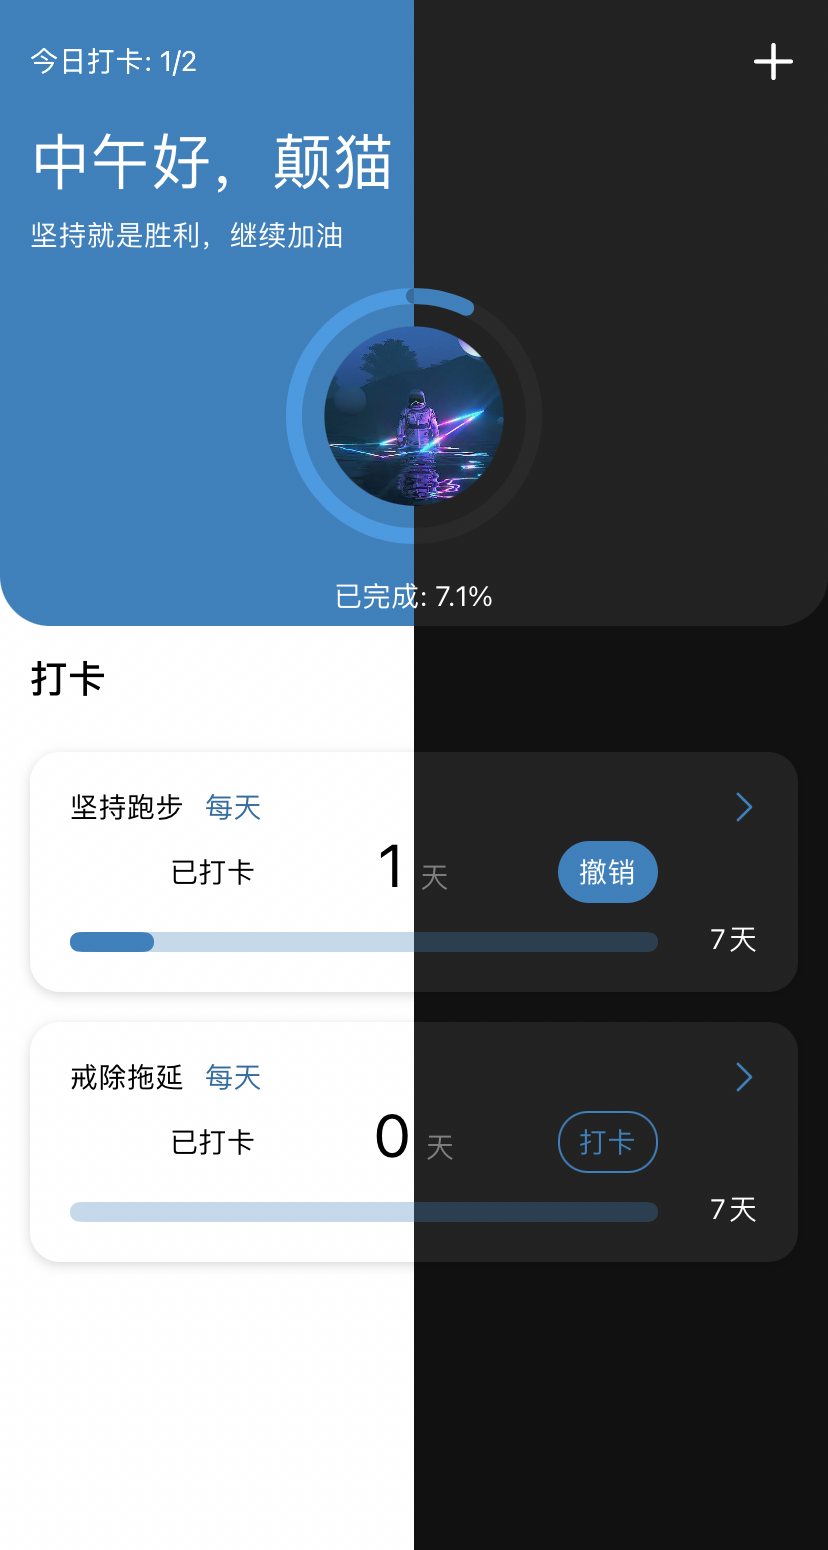 今日打卡: 1/2
中午好，颠猫
坚持就是胜利，继续加油
已完成: 7.1%
打卡
坚持跑步 每天
已打卡 1 天 撤销
7 天
戒除拖延 每天
已打卡 0 天 打卡
7 天